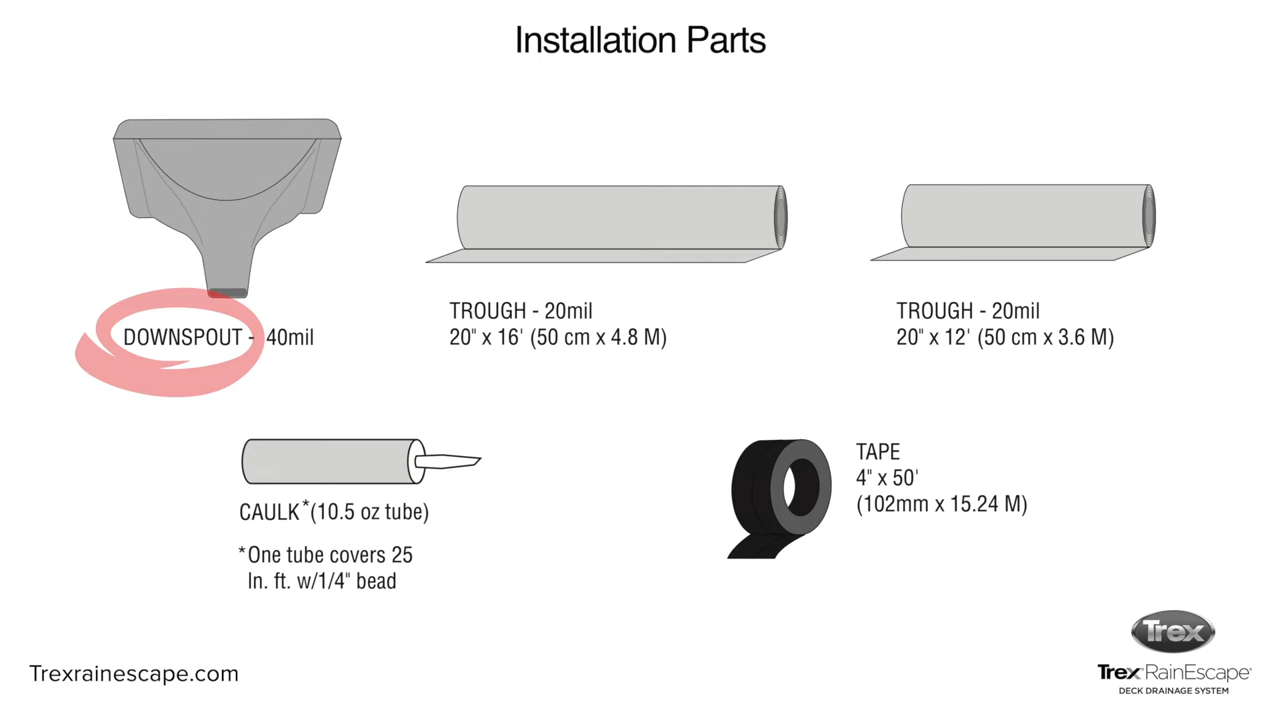 Installation Parts
DOWNSPOUT - 40mil
TROUGH - 20mil
20" x 16' (50 cm x 4.8 M)
TROUGH - 20mil
20" x 12' (50 cm x 3.6 M)
CAULK*(10.5 oz tube)
*One tube covers 25
ln. ft. w/1/4" bead
TAPE
4" x 50'
(102mm x 15.24 M)
Trexrainescape.com
Trex
Trex® RainEscape®
DECK DRAINAGE SYSTEM